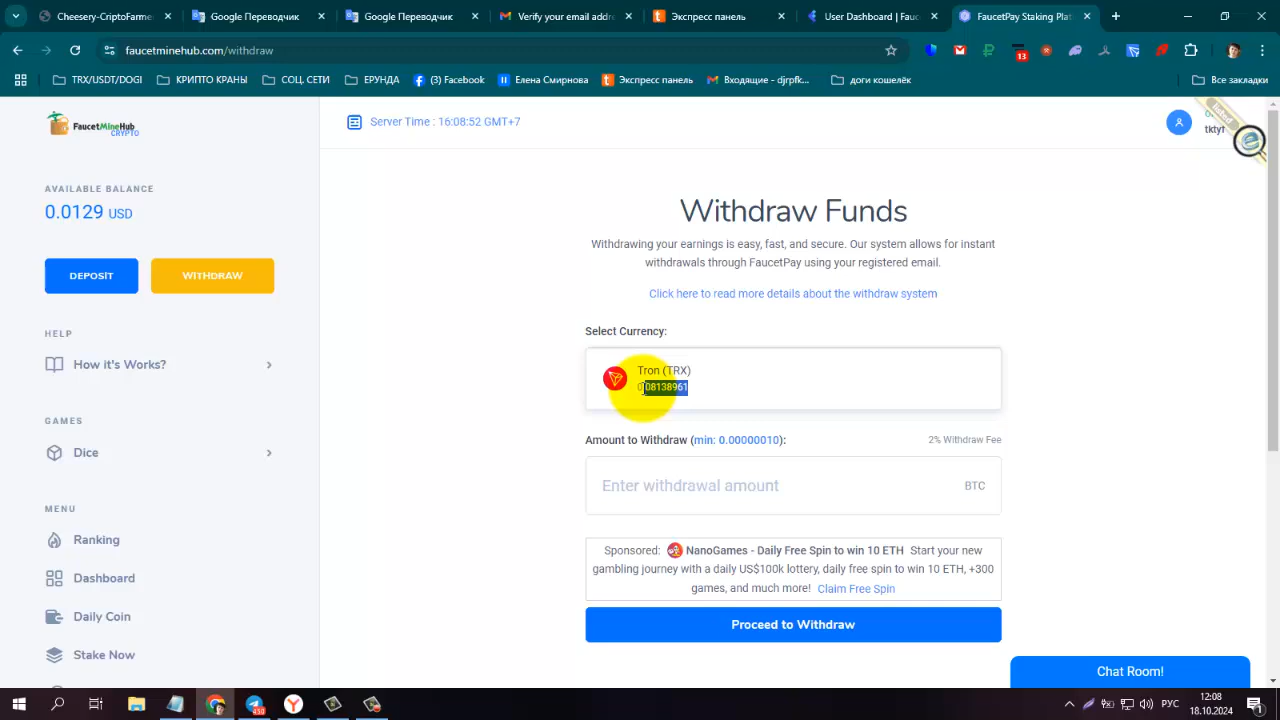 Cheesery-CriptoFarme
Google Переводчик
Google Переводчик
Verify your email addre
Экспресс панель
User Dashboard | Fauc
FaucetPay Staking Plat
faucetminehub.com/withdraw
13
TRX/USDT/DOGI
КРИПТО КРАНЫ
СОЦ. СЕТИ
ЕРУНДА
(3) Facebook
Елена Смирнова
Экспресс панель
Входящие - djrpfk...
доги кошелёк
Все закладки
FaucetMineHub
CRYPTO
Server Time : 16:08:52 GMT+7
tktyf
AVAILABLE BALANCE
0.0129 USD
DEPOSIT
WITHDRAW
HELP
How it's Works?
GAMES
Dice
MENU
Ranking
Dashboard
Daily Coin
Stake Now
Withdraw Funds
Withdrawing your earnings is easy, fast, and secure. Our system allows for instant
withdrawals through FaucetPay using your registered email.
Click here to read more details about the withdraw system
Select Currency:
Tron (TRX)
0.08138961
Amount to Withdraw (min: 0.00000010):
2% Withdraw Fee
Enter withdrawal amount
BTC
Sponsored: NanoGames - Daily Free Spin to win 10 ETH Start your new
gambling journey with a daily US$100k lottery, daily free spin to win 10 ETH, +300
games, and much more! Claim Free Spin
Proceed to Withdraw
Chat Room!
РУС
12:08
18.10.2024